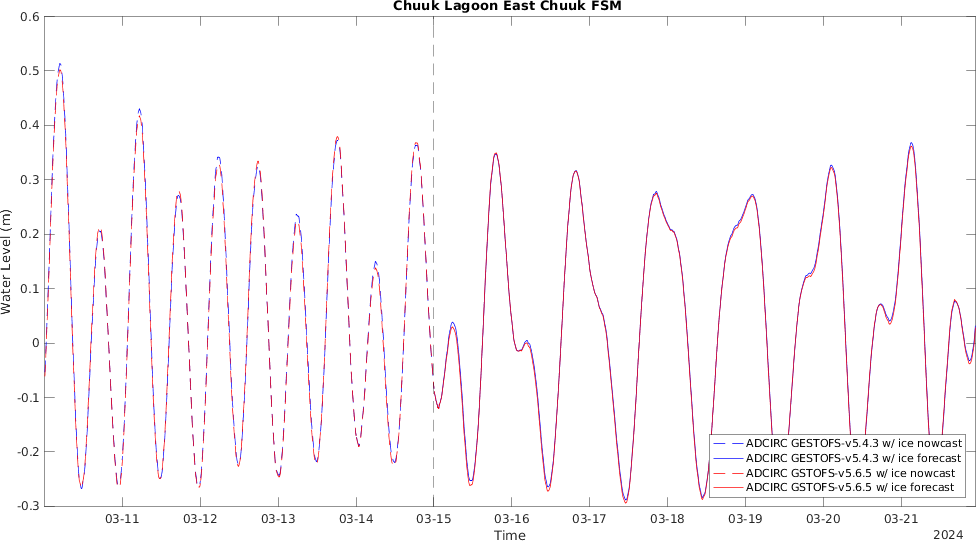 Chuuk Lagoon East Chuuk FSM
0.6
0.5
0.4
0.3
0.2
0.1
0
-0.1
-0.2
-0.3
Water Level (m)
ADCIRC GESTOFS-v5.4.3 w/ ice nowcast
ADCIRC GESTOFS-v5.4.3 w/ ice forecast
ADCIRC GSTOFS-v5.6.5 w/ ice nowcast
ADCIRC GSTOFS-v5.6.5 w/ ice forecast
03-11 03-12 03-13 03-14 03-15 03-16 03-17 03-18 03-19 03-20 03-21
Time
2024